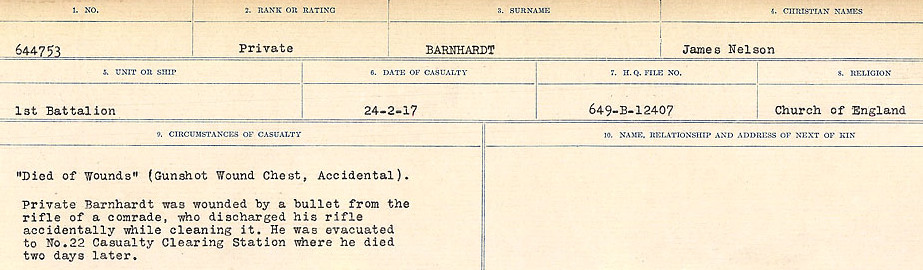 1. NO. 2. RANK OR RATING 3. SURNAME 4. CHRISTIAN NAMES
644753 Private BARNHARDT James Nelson
5. UNIT OR SHIP 6. DATE OF CASUALTY 7. H.Q. FILE NO. 8. RELIGION
1st Battalion 24-2-17 649-B-12407 Church of England
9. CIRCUMSTANCES OF CASUALTY 10. NAME, RELATIONSHIP AND ADDRESS OF NEXT OF KIN
"Died of Wounds" (Gunshot Wound Chest, Accidental).
Private Barnhardt was wounded by a bullet from the
rifle of a comrade, who discharged his rifle
accidentally while cleaning it. He was evacuated
to No.22 Casualty Clearing Station where he died
two days later.